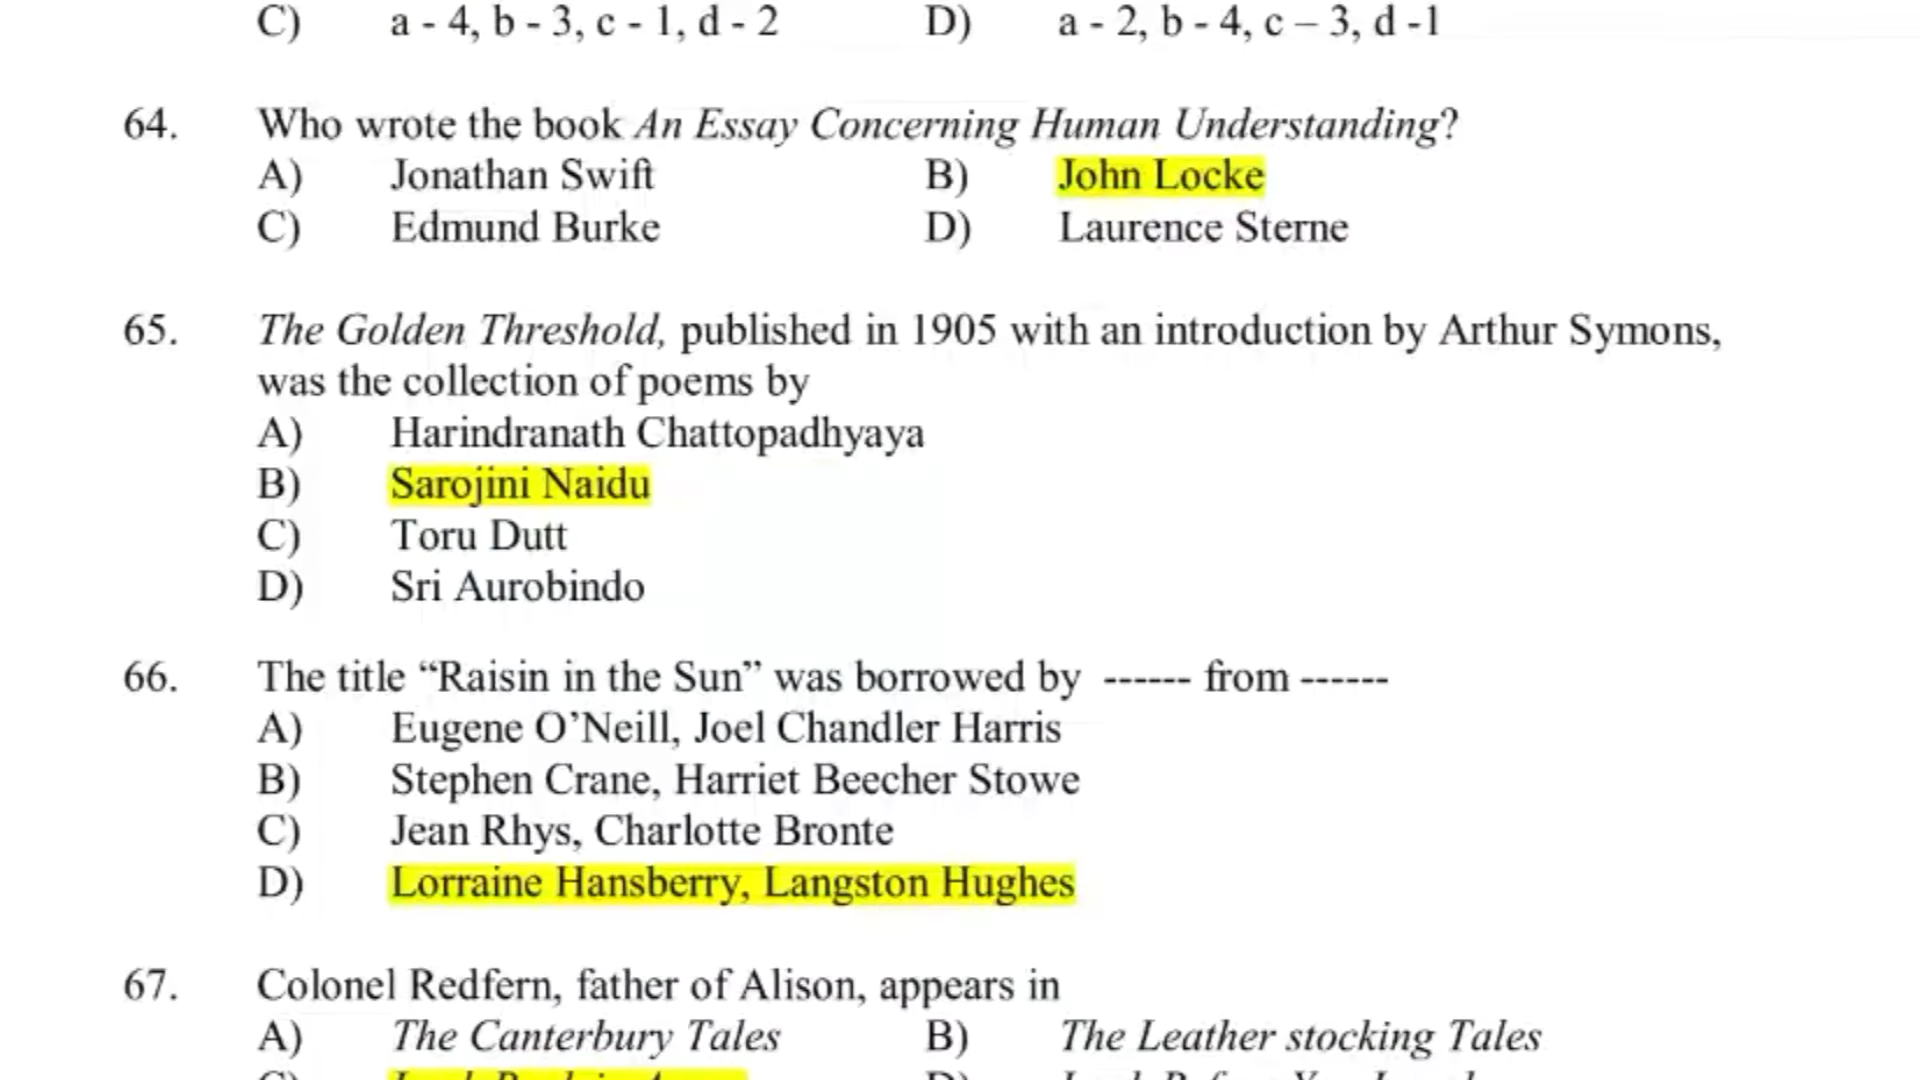 C) a - 4, b - 3, c - 1, d - 2 D) a - 2, b - 4, c – 3, d -1
64. Who wrote the book An Essay Concerning Human Understanding?
A) Jonathan Swift B) John Locke
C) Edmund Burke D) Laurence Sterne
65. The Golden Threshold, published in 1905 with an introduction by Arthur Symons,
was the collection of poems by
A) Harindranath Chattopadhyaya
B) Sarojini Naidu
C) Toru Dutt
D) Sri Aurobindo
66. The title “Raisin in the Sun” was borrowed by ------ from ------
A) Eugene O’Neill, Joel Chandler Harris
B) Stephen Crane, Harriet Beecher Stowe
C) Jean Rhys, Charlotte Bronte
D) Lorraine Hansberry, Langston Hughes
67. Colonel Redfern, father of Alison, appears in
A) The Canterbury Tales B) The Leather stocking Tales